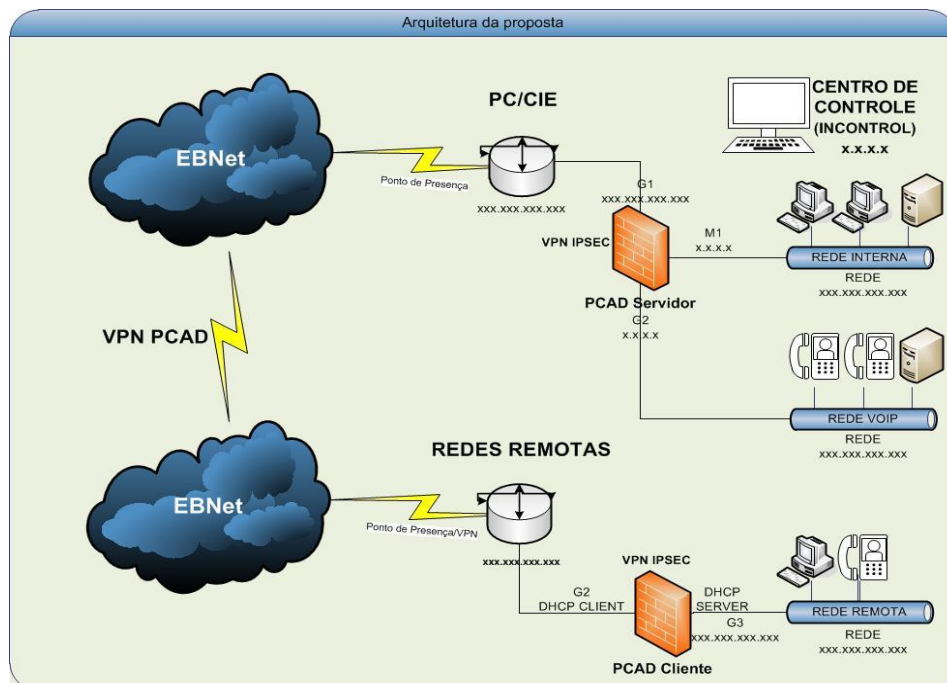 Arquitetura da proposta
PC/CIE
EBNet
Ponto de Presença
xxx.xxx.xxx.xxx
CENTRO DE
CONTROLE
(INCONTROL)
x.x.x.x
G1
xxx.xxx.xxx.xxx
VPN IPSEC
M1
x.x.x.x
PCAD Servidor
G2
x.x.x.x
REDE INTERNA
REDE
xxx.xxx.xxx.xxx
VPN PCAD
REDE VOIP
REDE
xxx.xxx.xxx.xxx
REDES REMOTAS
EBNet
Ponto de Presença/VPN
xxx.xxx.xxx.xxx
VPN IPSEC
G2
DHCP CLIENT
DHCP
SERVER
G3
xxx.xxx.xxx.xxx
PCAD Cliente
REDE REMOTA
REDE
xxx.xxx.xxx.xxx